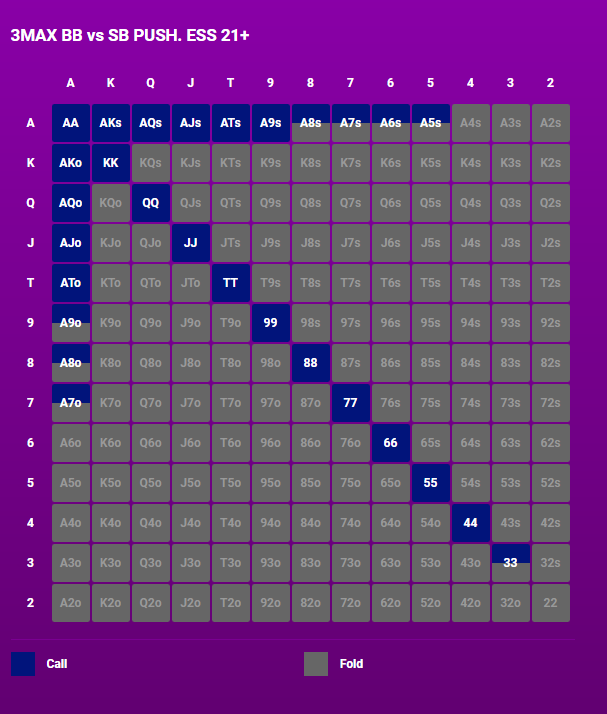 3MAX BB vs SB PUSH. ESS 21+
A K Q J T 9 8 7 6 5 4 3 2
A AA AKs AQs AJs ATs A9s A8s A7s A6s A5s A4s A3s A2s
K AKo KK KQs KJs KTs K9s K8s K7s K6s K5s K4s K3s K2s
Q AQo KQo QQ QJs QTs Q9s Q8s Q7s Q6s Q5s Q4s Q3s Q2s
J AJo KJo QJo JJ JTs J9s J8s J7s J6s J5s J4s J3s J2s
T ATo KTo QTo JTo TT T9s T8s T7s T6s T5s T4s T3s T2s
9 A9o K9o Q9o J9o T9o 99 98s 97s 96s 95s 94s 93s 92s
8 A8o K8o Q8o J8o T8o 98o 88 87s 86s 85s 84s 83s 82s
7 A7o K7o Q7o J7o T7o 97o 87o 77 76s 75s 74s 73s 72s
6 A6o K6o Q6o J6o T6o 96o 86o 76o 66 65s 64s 63s 62s
5 A5o K5o Q5o J5o T5o 95o 85o 75o 65o 55 54s 53s 52s
4 A4o K4o Q4o J4o T4o 94o 84o 74o 64o 54o 44 43s 42s
3 A3o K3o Q3o J3o T3o 93o 83o 73o 63o 53o 43o 33 32s
2 A2o K2o Q2o J2o T2o 92o 82o 72o 62o 52o 42o 32o 22
Call Fold